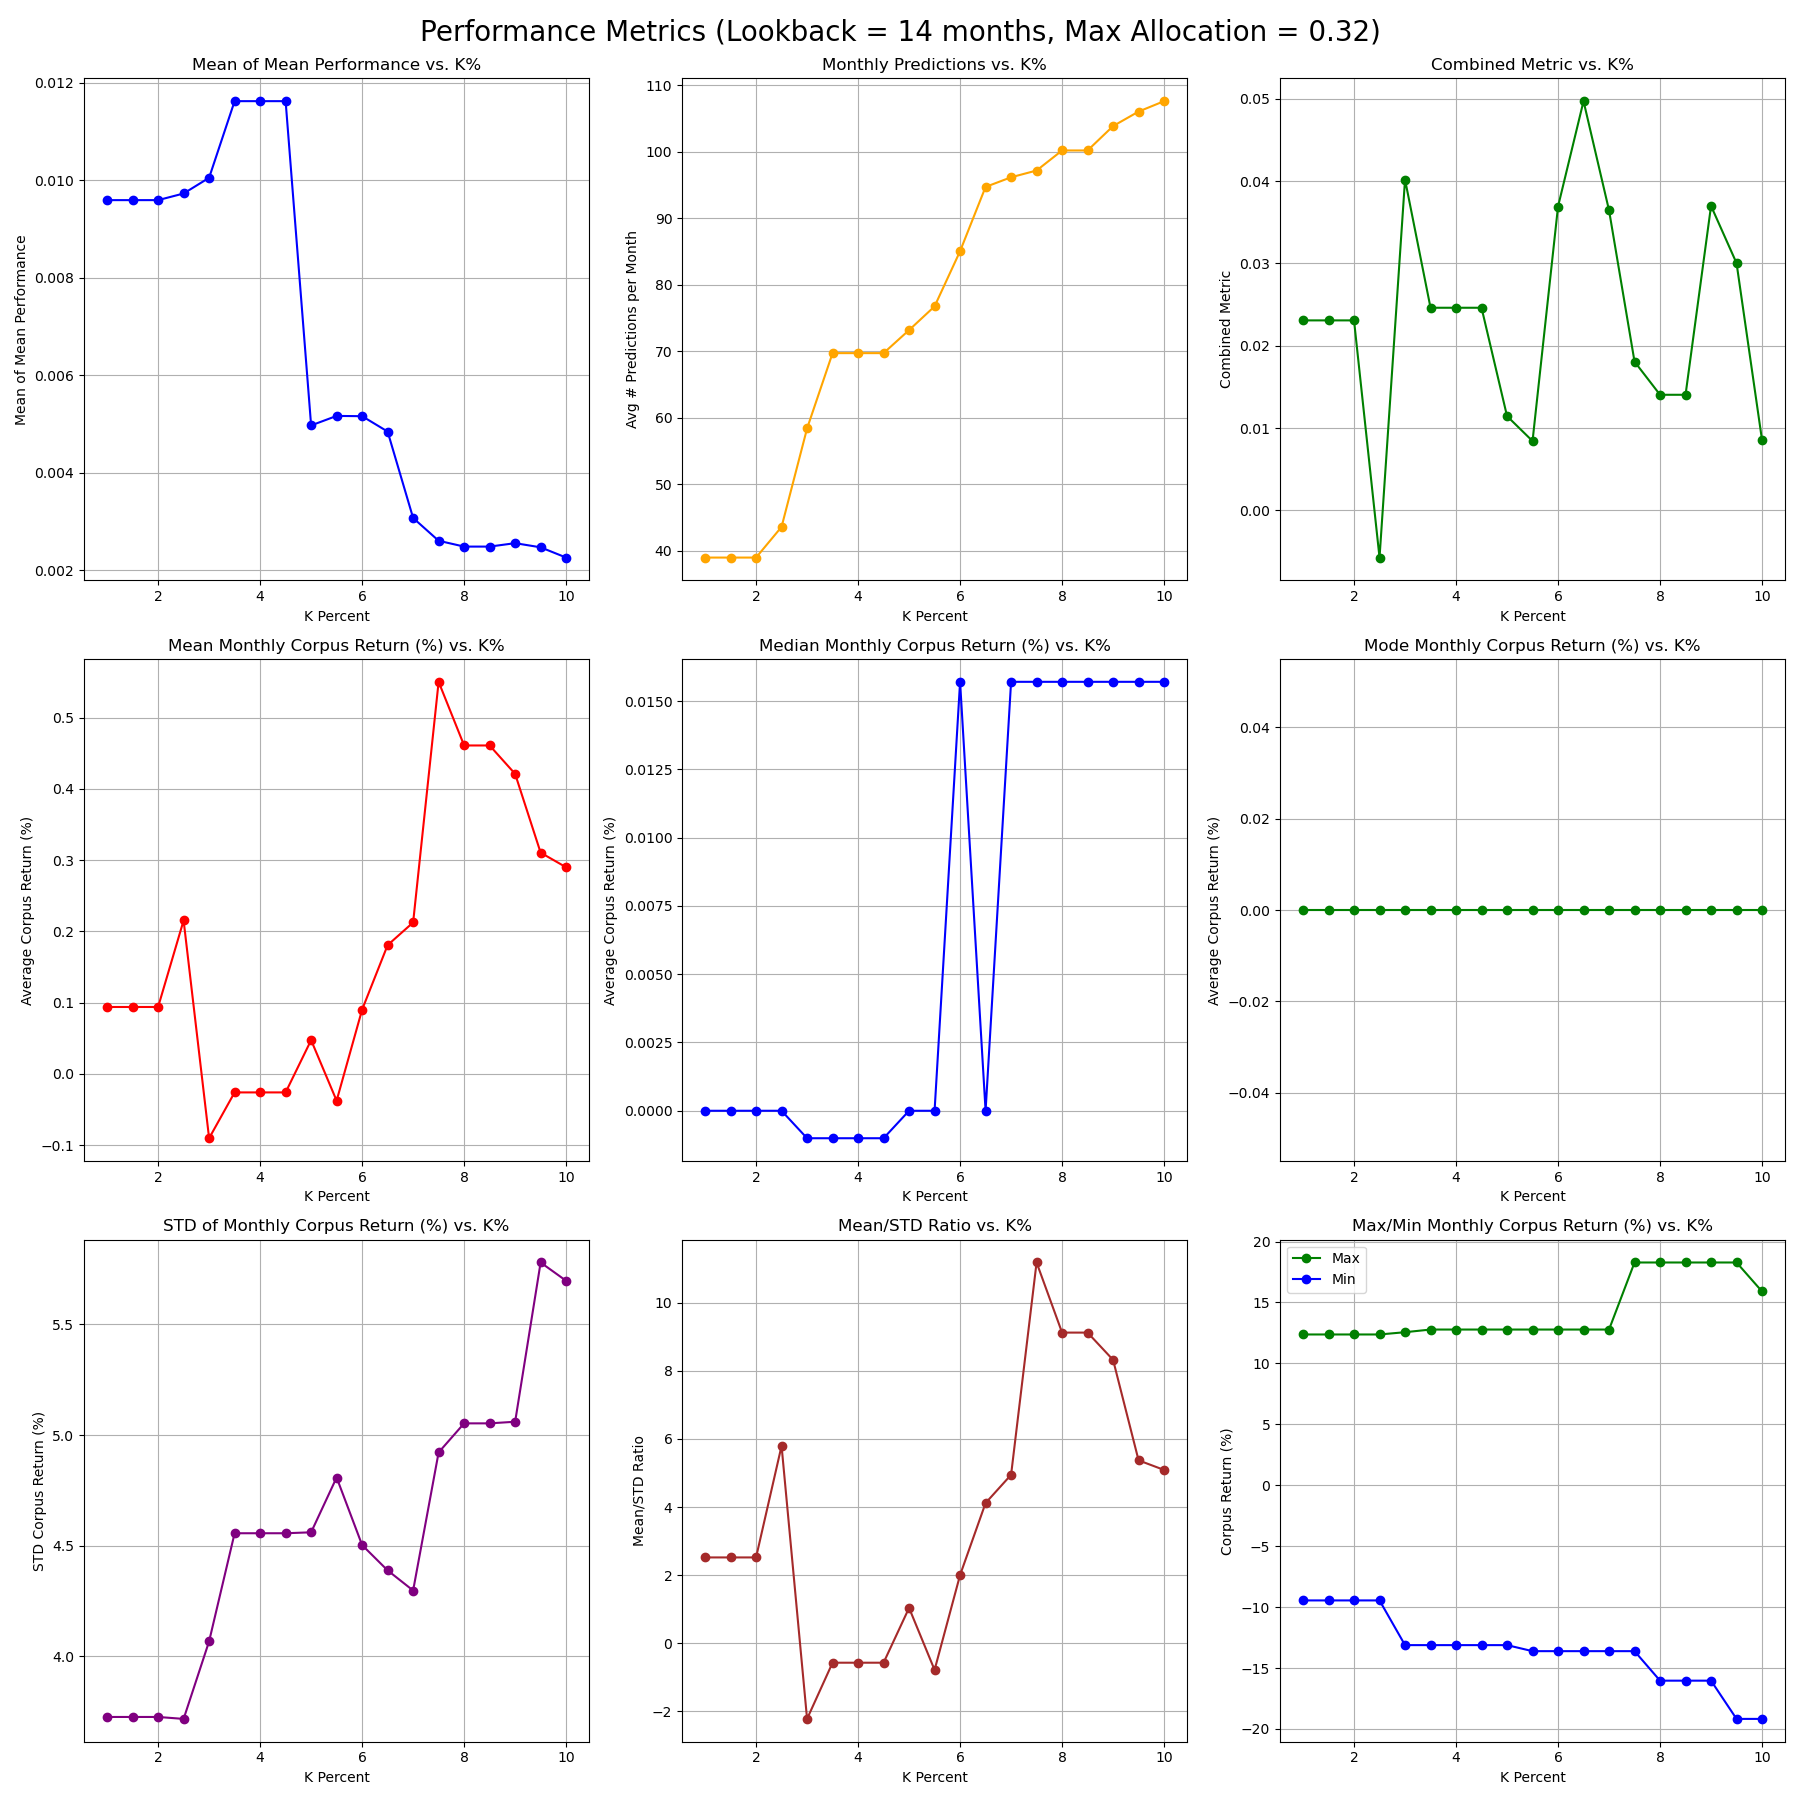 Performance Metrics (Lookback = 14 months, Max Allocation = 0.32)
Mean of Mean Performance vs. K%
Mean of Mean Performance
0.012
0.010
0.008
0.006
0.004
0.002
2 4 6 8 10
K Percent
Monthly Predictions vs. K%
Avg # Predictions per Month
110
100
90
80
70
60
50
40
2 4 6 8 10
K Percent
Combined Metric vs. K%
Combined Metric
0.05
0.04
0.03
0.02
0.01
0.00
2 4 6 8 10
K Percent
Mean Monthly Corpus Return (%) vs. K%
Average Corpus Return (%)
0.5
0.4
0.3
0.2
0.1
0.0
−0.1
2 4 6 8 10
K Percent
Median Monthly Corpus Return (%) vs. K%
Average Corpus Return (%)
0.0150
0.0125
0.0100
0.0075
0.0050
0.0025
0.0000
2 4 6 8 10
K Percent
Mode Monthly Corpus Return (%) vs. K%
Average Corpus Return (%)
0.04
0.02
0.00
−0.02
−0.04
2 4 6 8 10
K Percent
STD of Monthly Corpus Return (%) vs. K%
STD Corpus Return (%)
5.5
5.0
4.5
4.0
2 4 6 8 10
K Percent
Mean/STD Ratio vs. K%
Mean/STD Ratio
10
8
6
4
2
0
−2
2 4 6 8 10
K Percent
Max/Min Monthly Corpus Return (%) vs. K%
Corpus Return (%)
Max
Min
20
15
10
5
0
−5
−10
−15
−20
2 4 6 8 10
K Percent